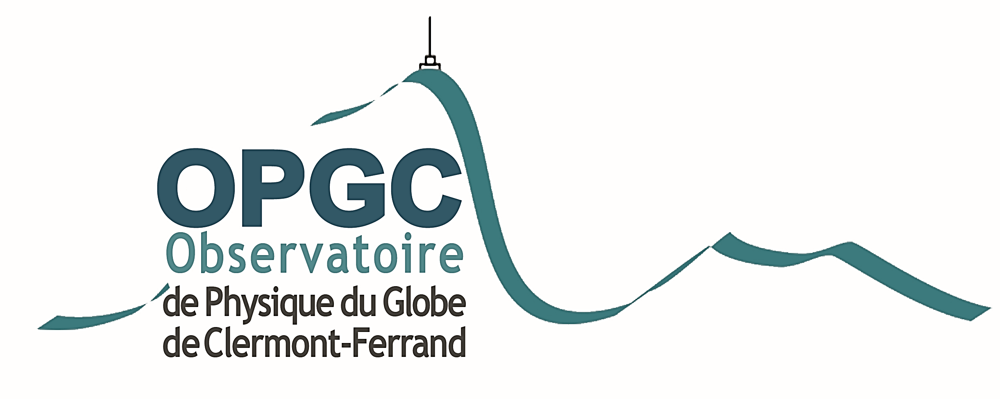 OPGC
Observatoire
de Physique du Globe
de Clermont-Ferrand